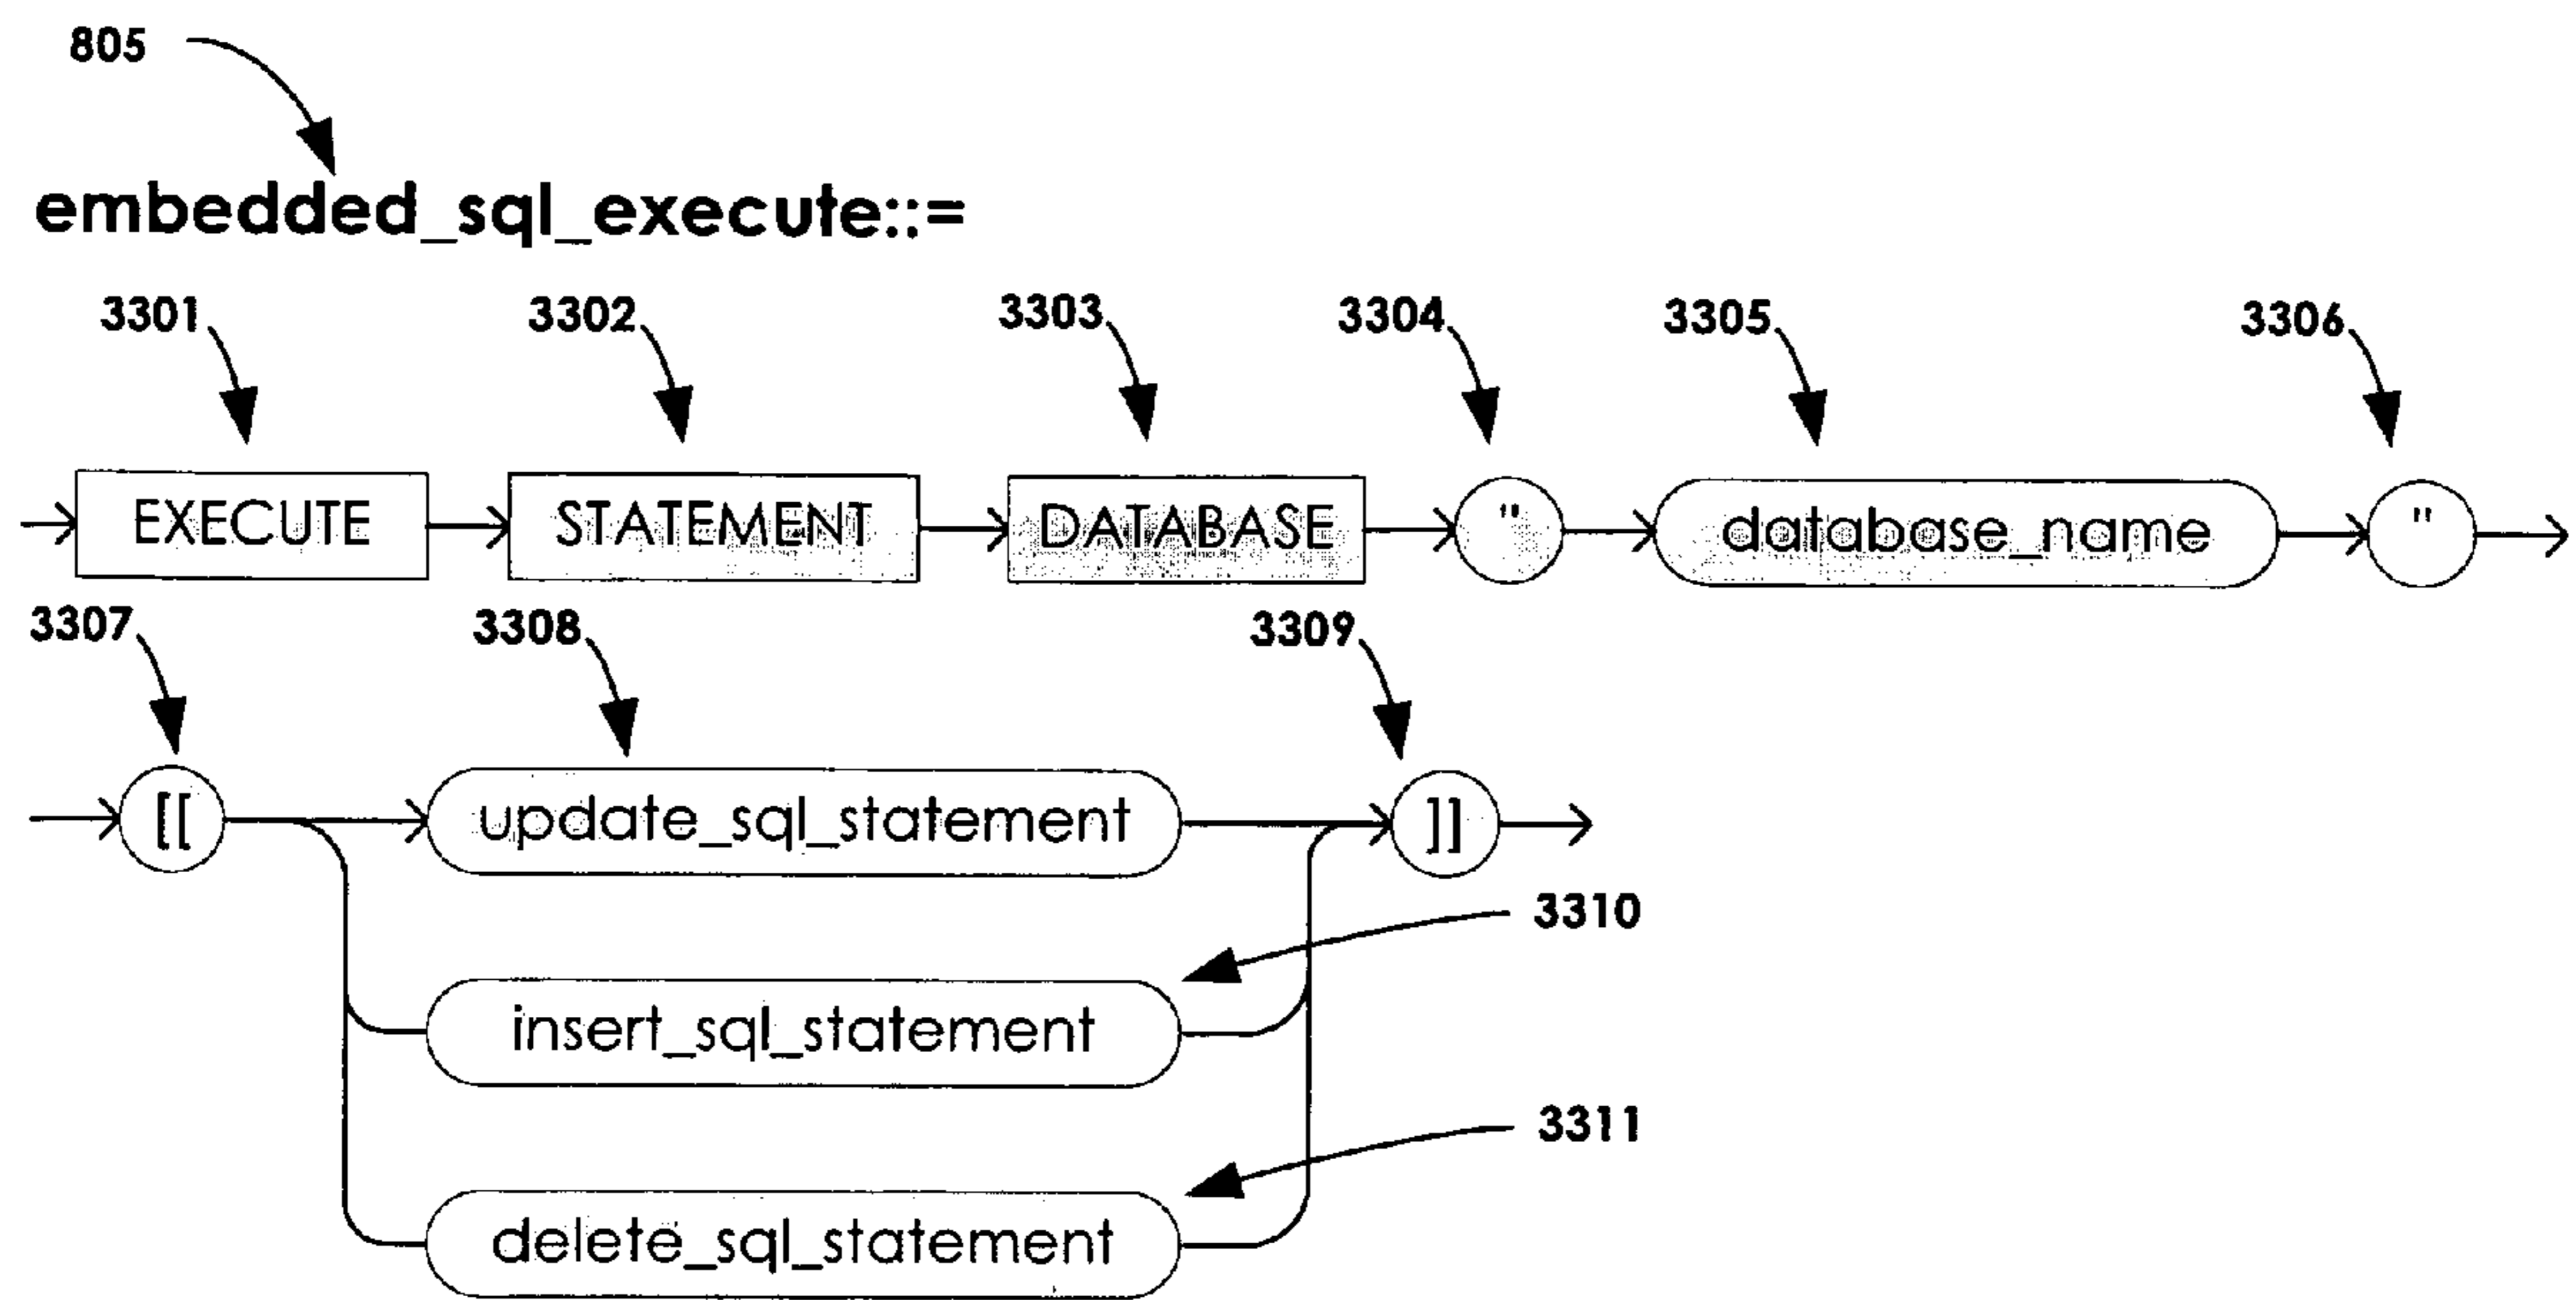 805
embedded_sql_execute::=
3301 3302 3303 3304 3305 3306
EXECUTE STATEMENT DATABASE " database_name "
3307 3308 3309
[[ update_sql_statement ]]
3310
insert_sql_statement
3311
delete_sql_statement